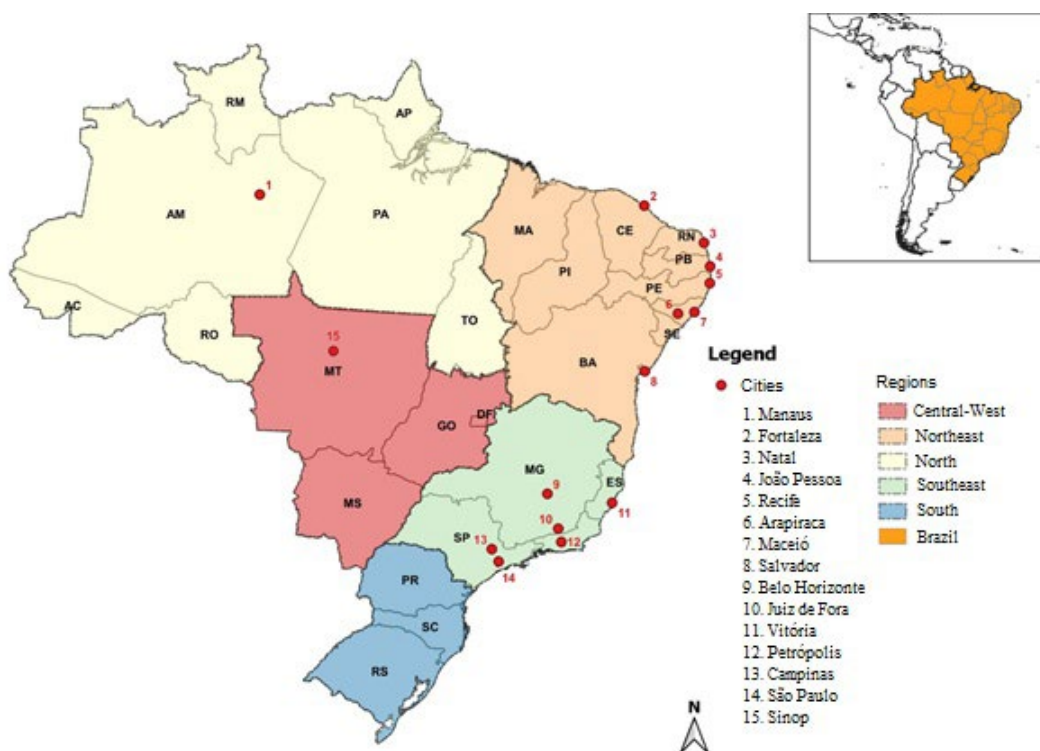 RM
AP
1
AM
PA
2
MA
CE
RN
3
PB
4
PI
PE
5
AC
6
7
RO
TO
SE
15
MT
BA
8
GO
DF
MG
ES
9
MS
11
10
SP
13
12
14
PR
SC
RS
N
Legend
Cities
1. Manaus
2. Fortaleza
3. Natal
4. João Pessoa
5. Recife
6. Arapiraca
7. Maceió
8. Salvador
9. Belo Horizonte
10. Juiz de Fora
11. Vitória
12. Petrópolis
13. Campinas
14. São Paulo
15. Sinop
Regions
Central-West
Northeast
North
Southeast
South
Brazil